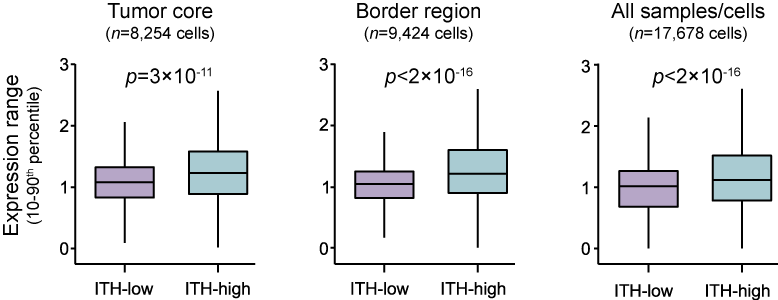 Tumor core
(n=8,254 cells)
Border region
(n=9,424 cells)
All samples/cells
(n=17,678 cells)
Expression range
(10-90th percentile)
3
2
1
0
p=3×10-11
ITH-low
ITH-high
3
2
1
0
p<2×10-16
ITH-low
ITH-high
3
2
1
0
p<2×10-16
ITH-low
ITH-high